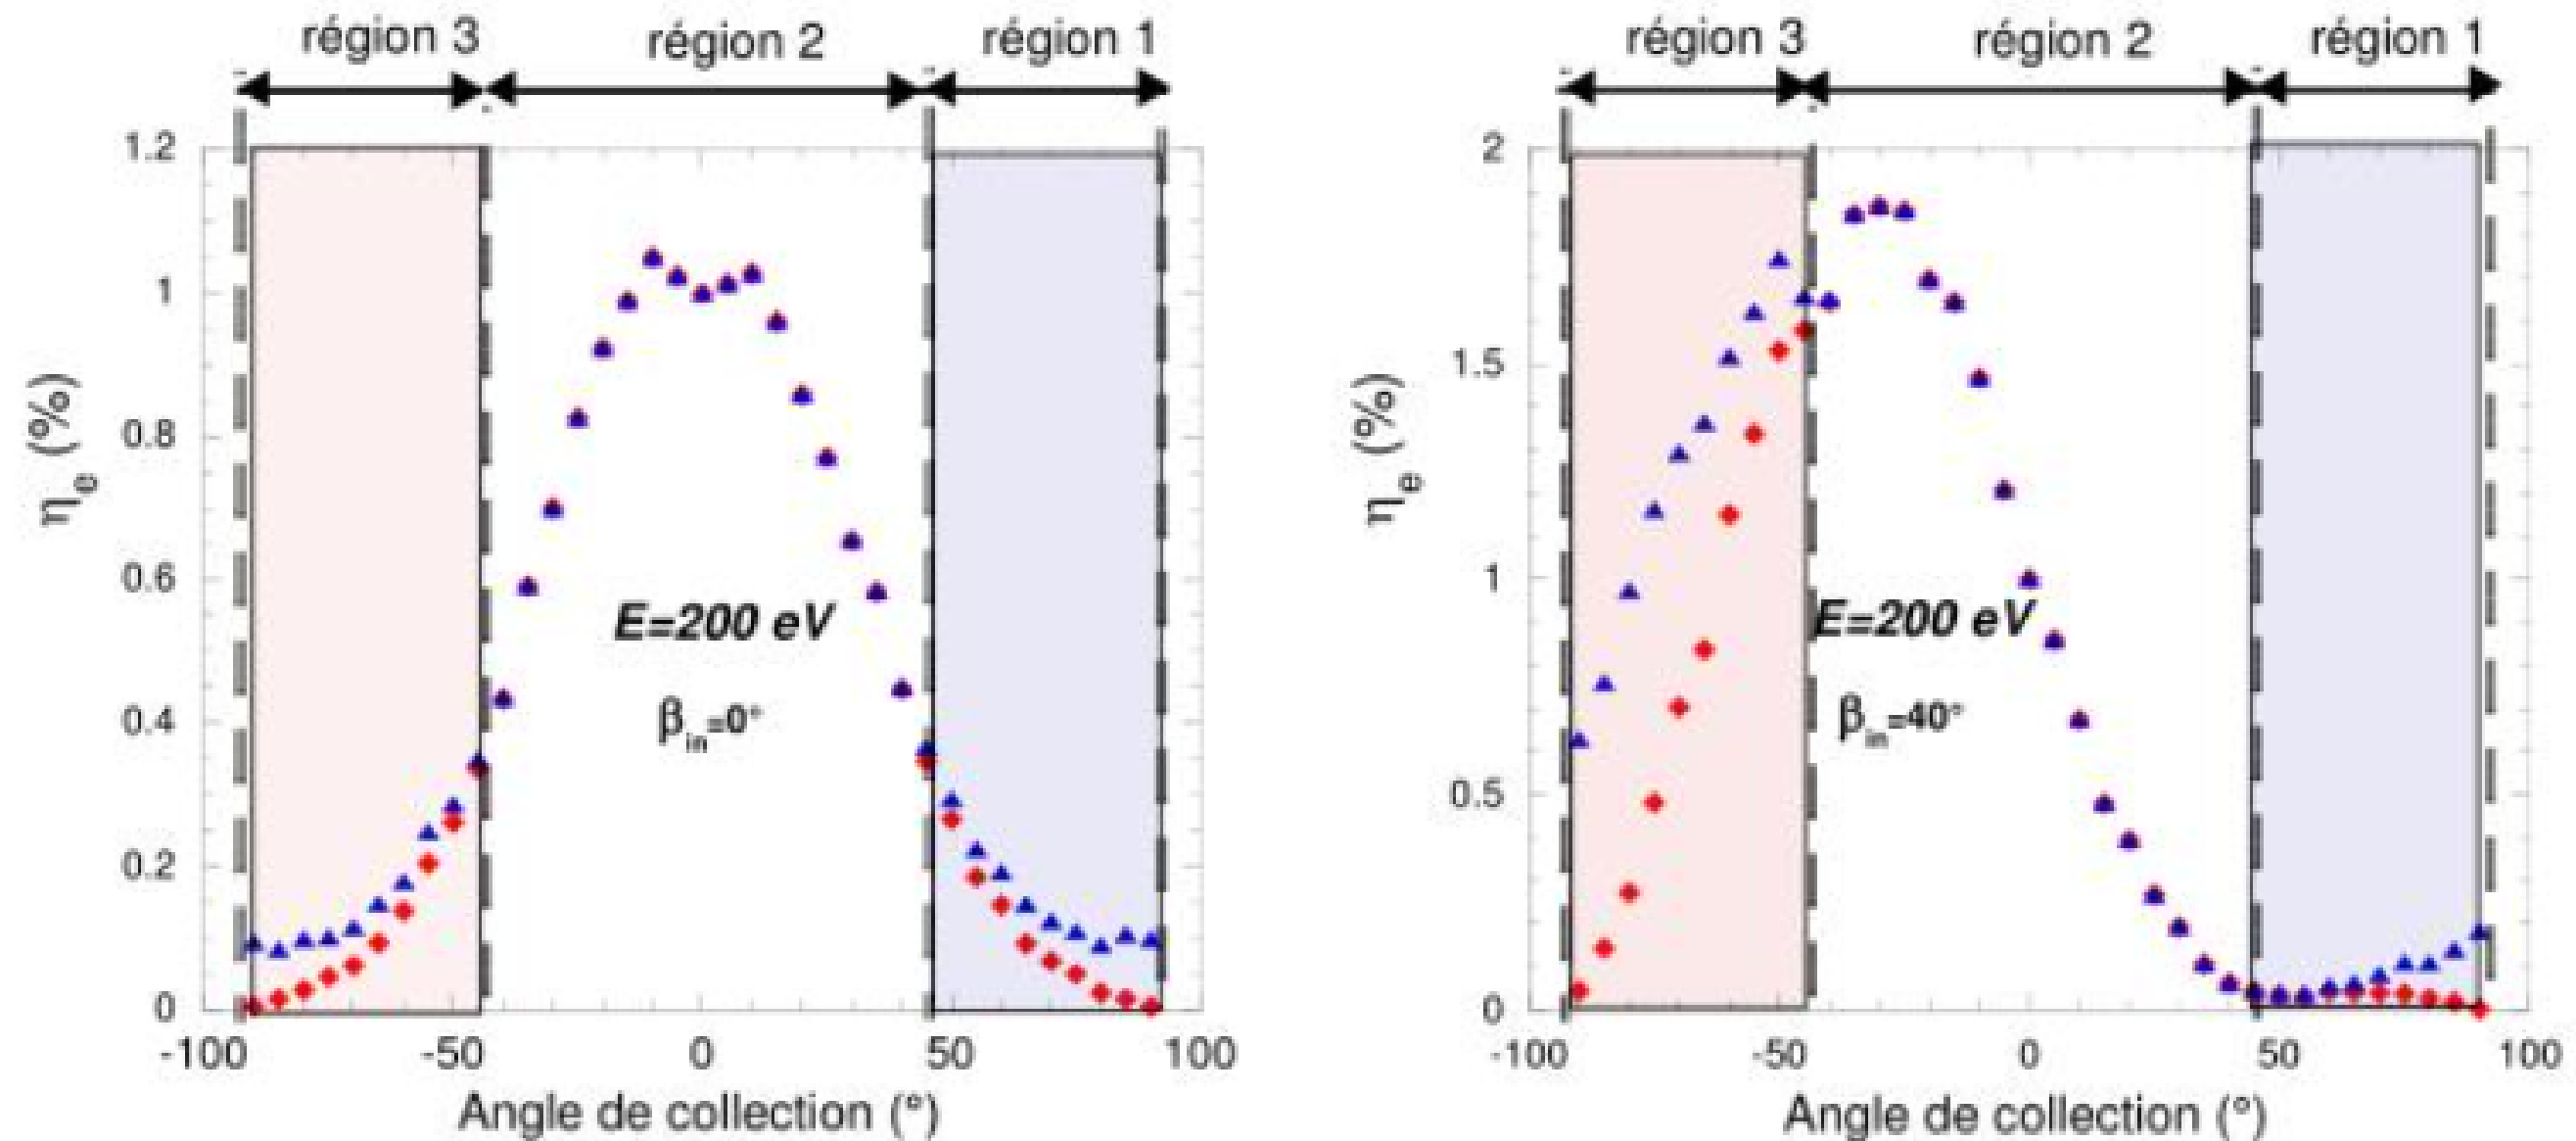 région 3 région 2 région 1
1.2
1
0.8
0.6
0.4
0.2
0
ηe (%)
E=200 eV
βin=0°
-100 -50 0 50 100
Angle de collection (°)
région 3 région 2 région 1
2
1.5
1
0.5
0
ηe (%)
E=200 eV
βin=40°
-100 -50 0 50 100
Angle de collection (°)